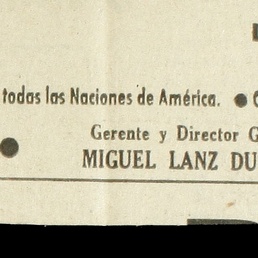 todas las Naciones de América. ●
Gerente y Director G
MIGUEL LANZ DU